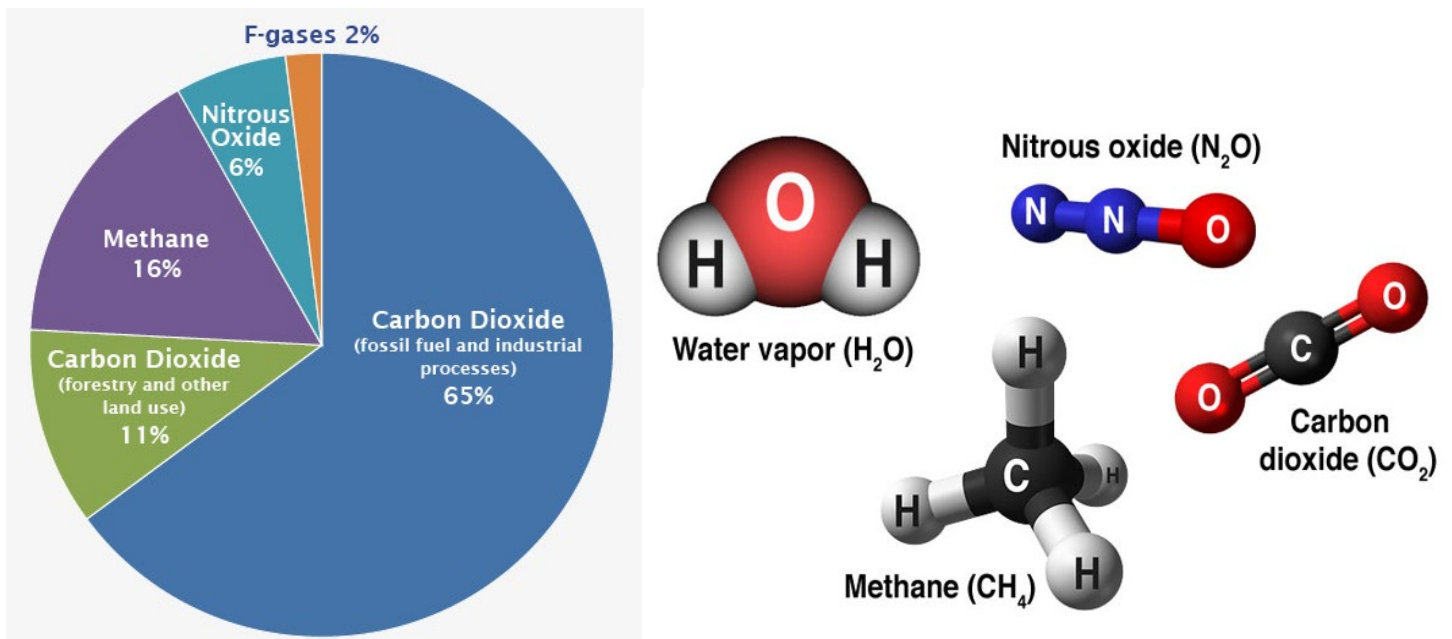 F-gases 2%
Nitrous
Oxide
6%
Methane
16%
Carbon Dioxide
(forestry and other
land use)
11%
Carbon Dioxide
(fossil fuel and industrial
processes)
65%
O
H H
Water vapor (H₂O)
Nitrous oxide (N₂O)
N N O
O
C
O
Carbon
dioxide (CO₂)
H
C
H
H
H
Methane (CH₄)